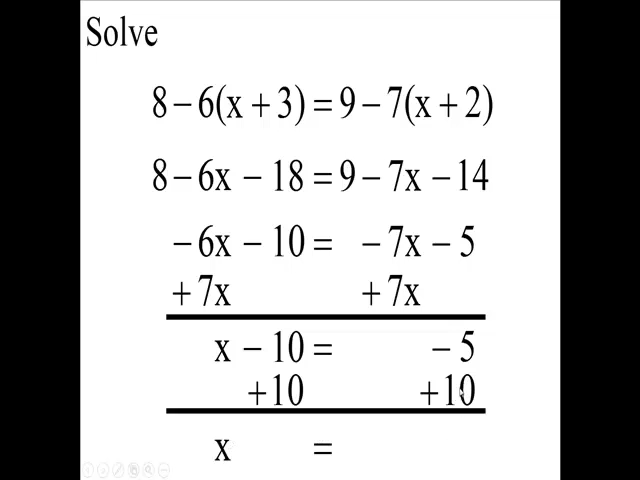 Solve
8 − 6(x + 3) = 9 − 7(x + 2)
8 − 6x − 18 = 9 − 7x − 14
− 6x − 10 = − 7x − 5
+ 7x + 7x
x − 10 = − 5
+10 +10
x =